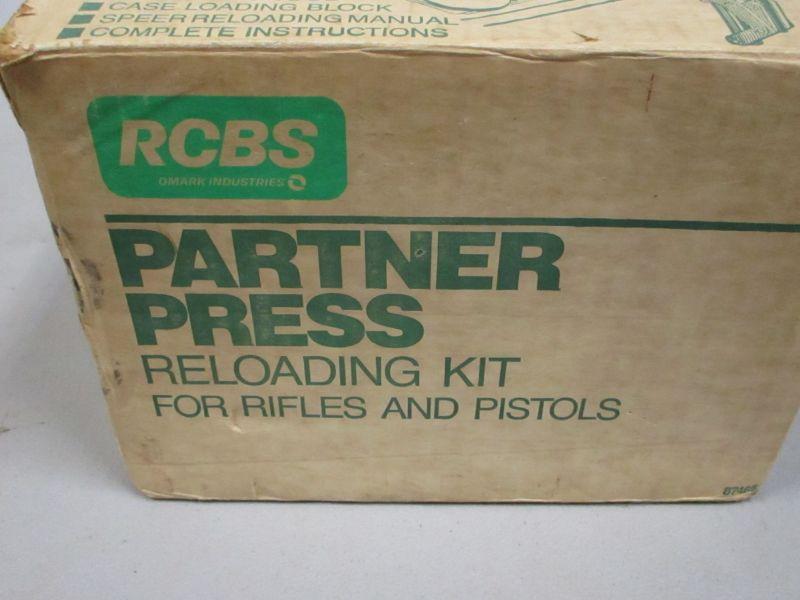 CASE LOADING BLOCK
SPEER RELOADING MANUAL
COMPLETE INSTRUCTIONS
RCBS
OMARK INDUSTRIES
PARTNER
PRESS
RELOADING KIT
FOR RIFLES AND PISTOLS